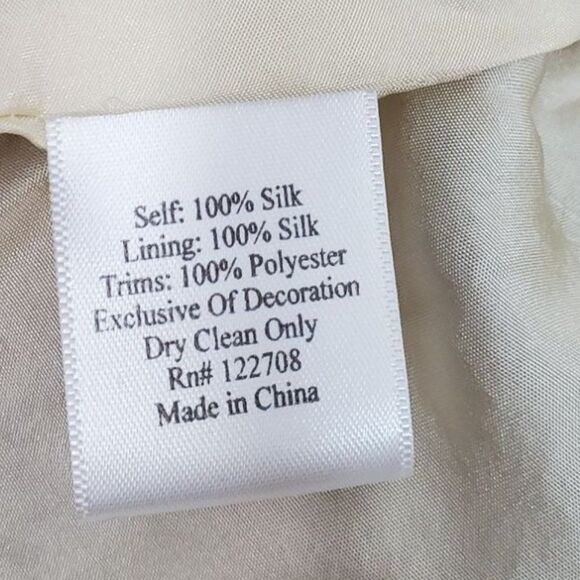 Self: 100% Silk
Lining: 100% Silk
Trims: 100% Polyester
Exclusive Of Decoration
Dry Clean Only
Rn# 122708
Made in China